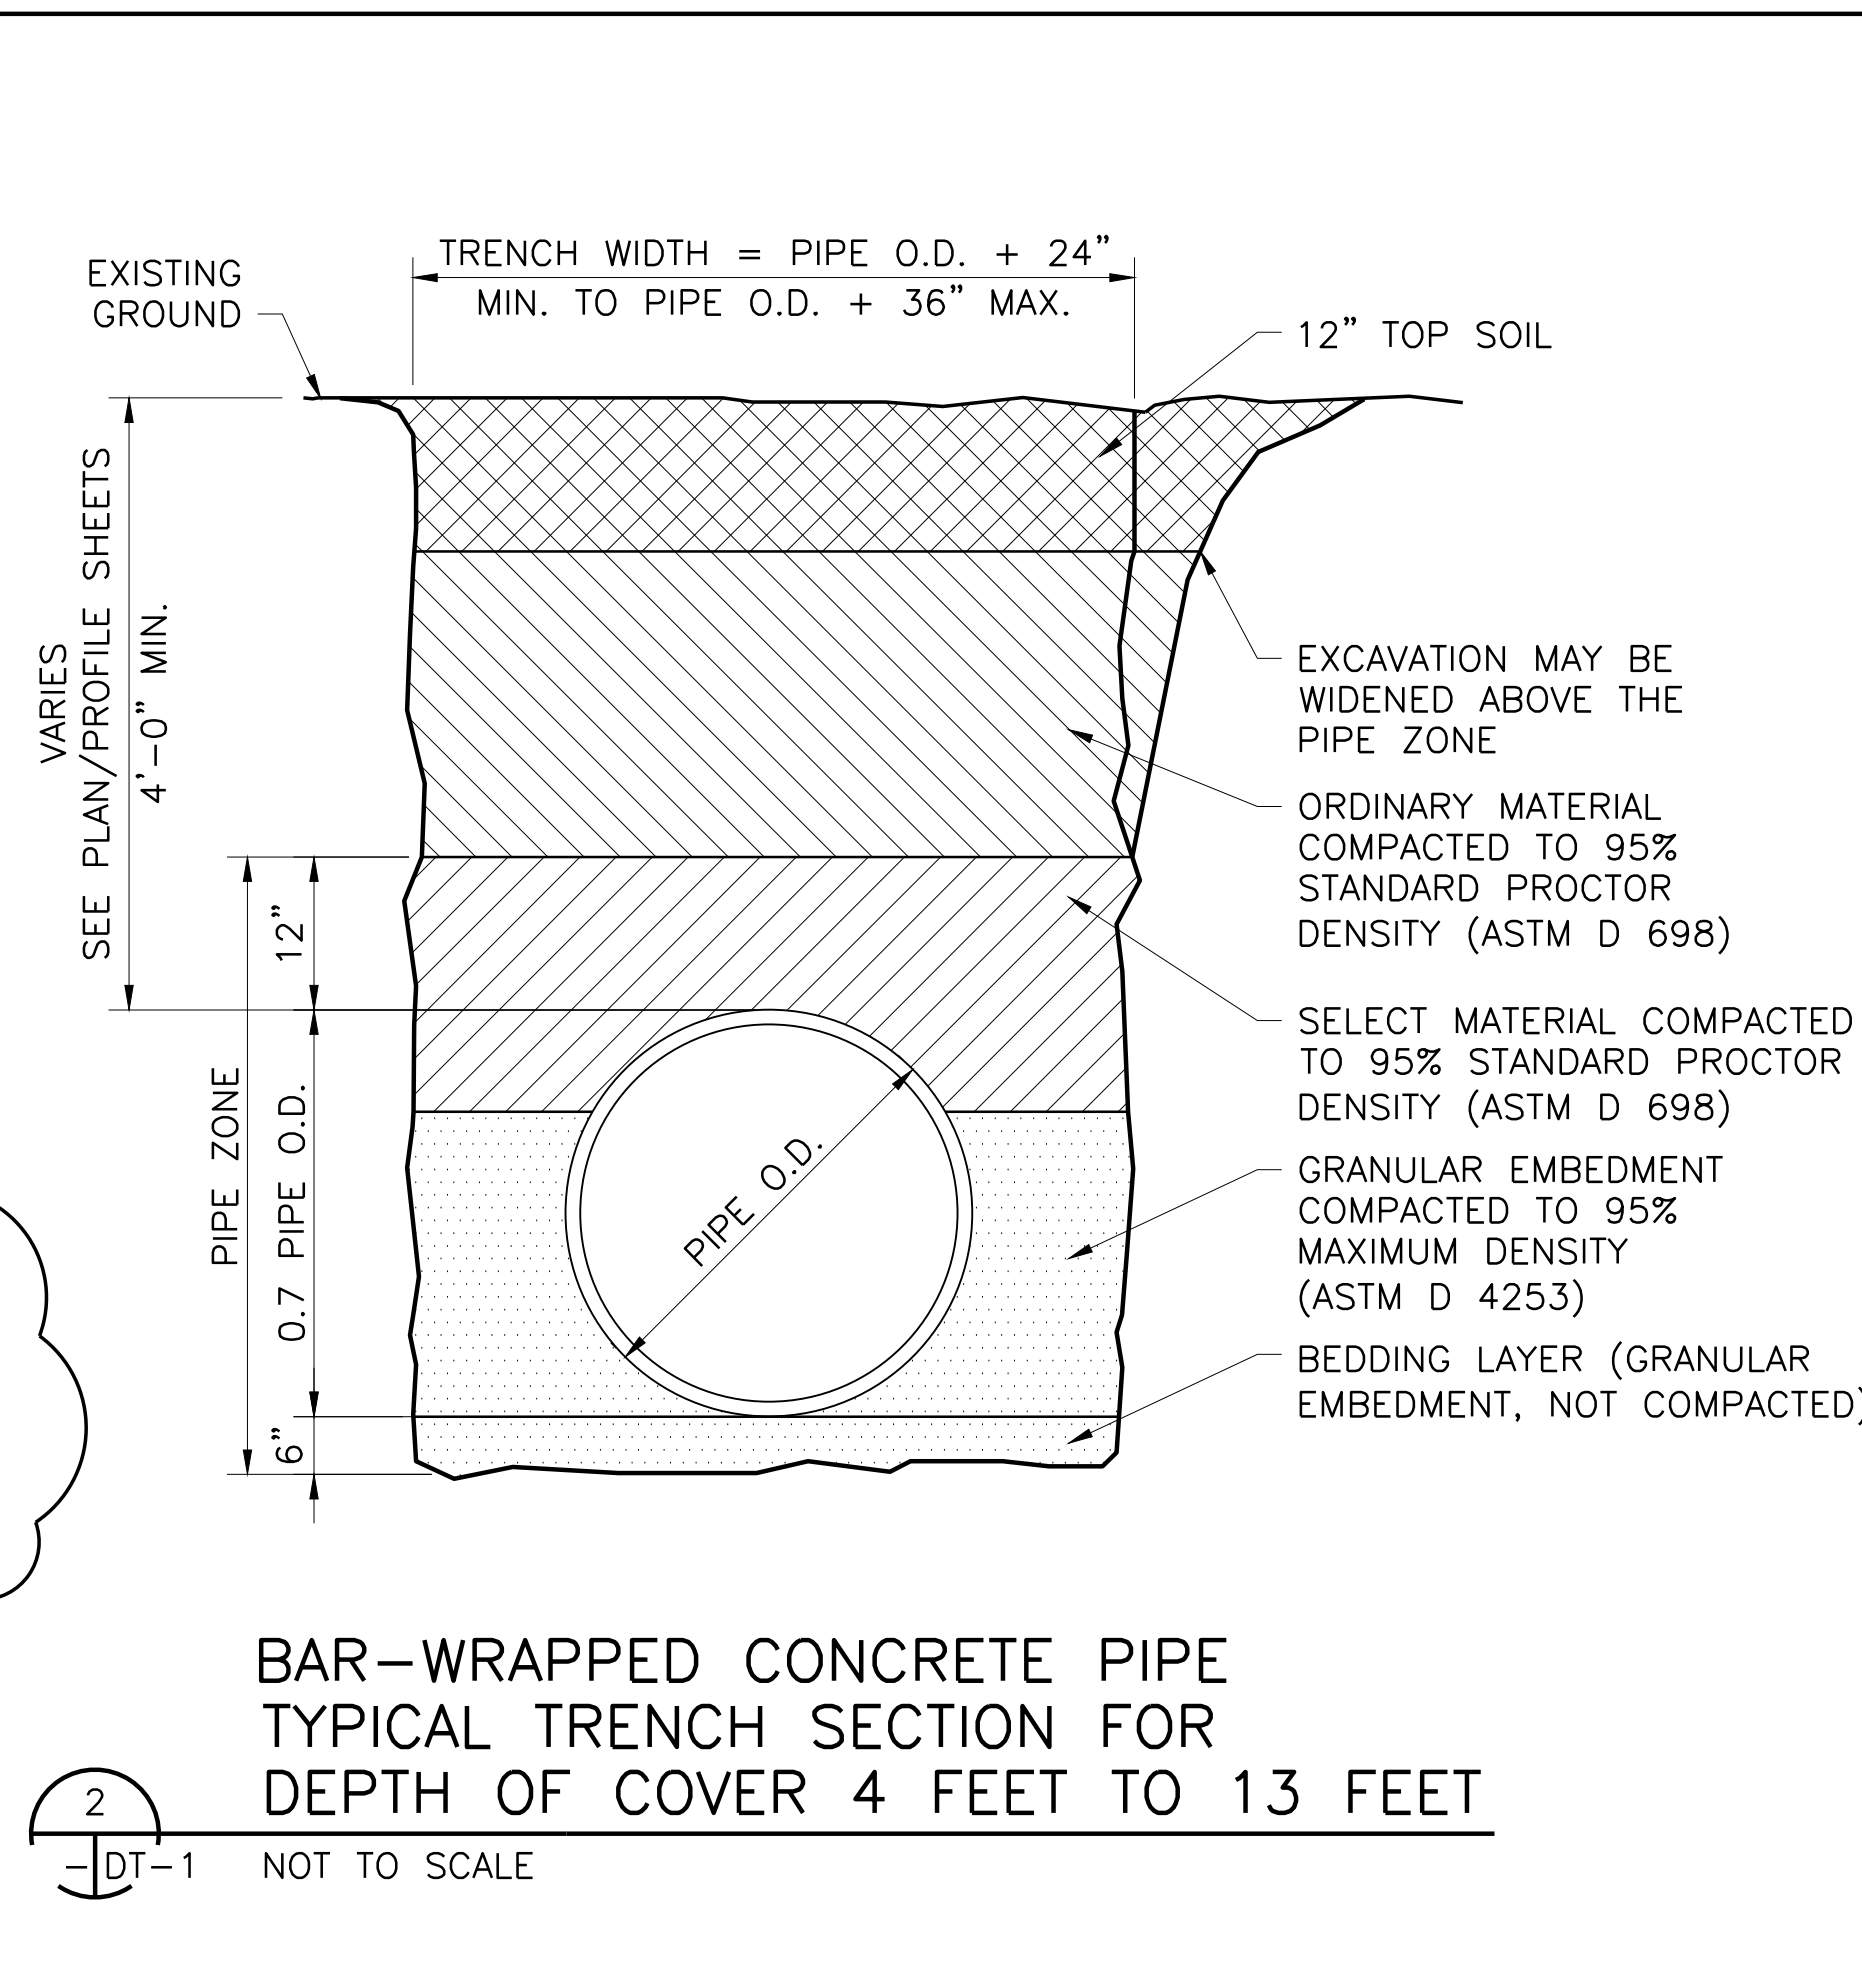 TRENCH WIDTH = PIPE O.D. + 24"
MIN. TO PIPE O.D. + 36" MAX.
EXISTING
GROUND
12" TOP SOIL
VARIES
SEE PLAN/PROFILE SHEETS
4'-0" MIN.
EXCAVATION MAY BE
WIDENED ABOVE THE
PIPE ZONE
ORDINARY MATERIAL
COMPACTED TO 95%
STANDARD PROCTOR
DENSITY (ASTM D 698)
12"
SELECT MATERIAL COMPACTED
TO 95% STANDARD PROCTOR
DENSITY (ASTM D 698)
PIPE ZONE
0.7 PIPE O.D.
PIPE O.D.
GRANULAR EMBEDMENT
COMPACTED TO 95%
MAXIMUM DENSITY
(ASTM D 4253)
6"
BEDDING LAYER (GRANULAR
EMBEDMENT, NOT COMPACTED)
BAR-WRAPPED CONCRETE PIPE
TYPICAL TRENCH SECTION FOR
DEPTH OF COVER 4 FEET TO 13 FEET
2
- DT-1
NOT TO SCALE